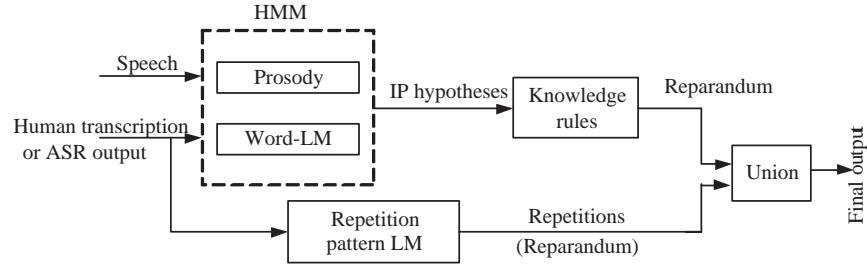 HMM
Speech
Prosody
IP hypotheses
Knowledge
rules
Reparandum
Human transcription
or ASR output
Word-LM
Union
Final output
Repetition
pattern LM
Repetitions
(Reparandum)